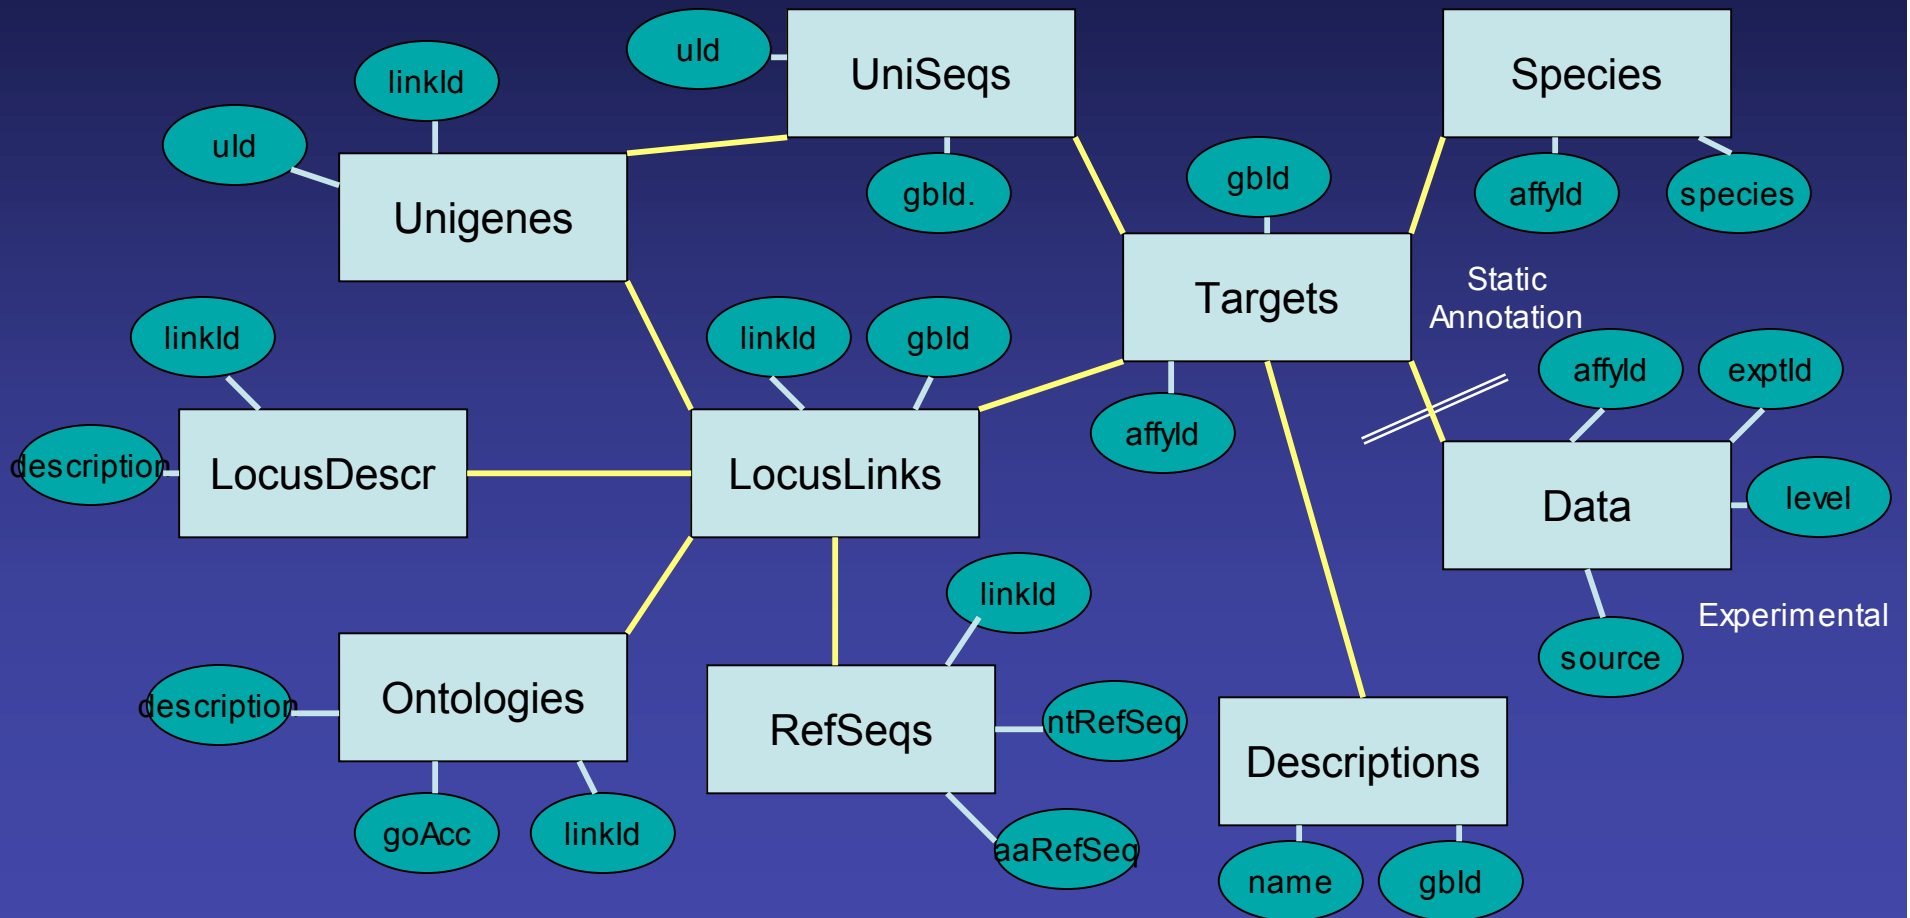 uId
UniSeqs
Species
linkId
uId
Unigenes
gbId.
gbId
affyId
species
Targets
Static
Annotation
linkId
linkId
gbId
affyId
affyId
exptId
description
LocusDescr
LocusLinks
Data
level
linkId
Experimental
source
description
Ontologies
RefSeqs
ntRefSeq
Descriptions
goAcc
linkId
aaRefSeq
name
gbId